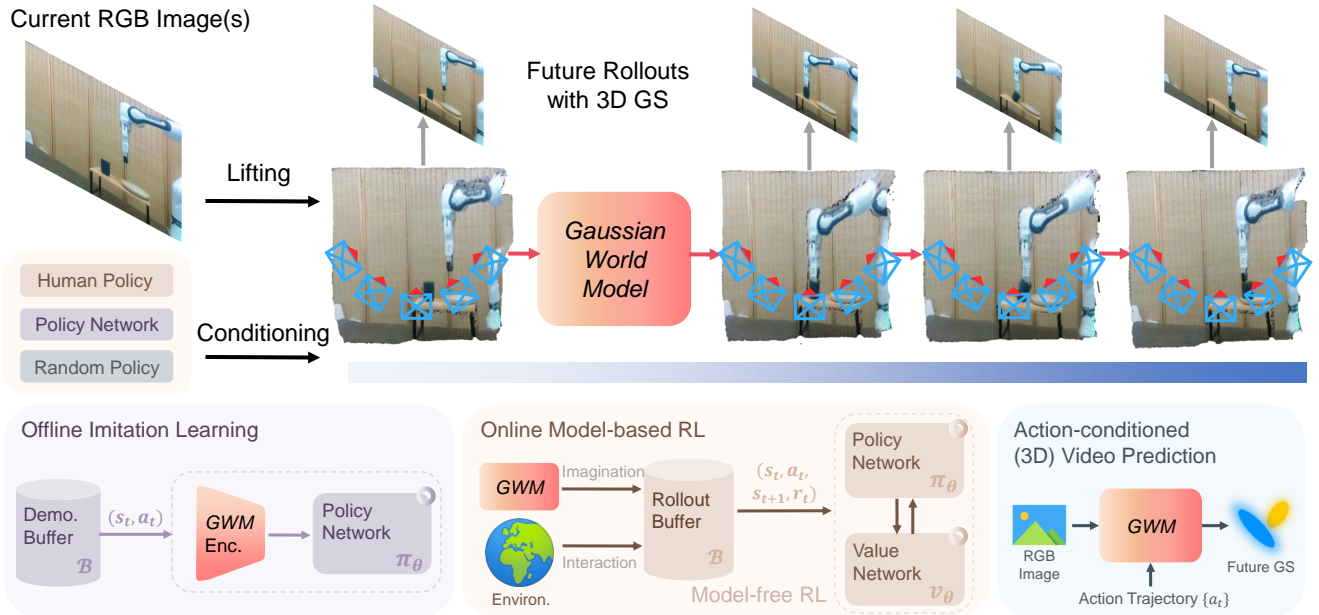 Current RGB Image(s)
Future Rollouts
with 3D GS
Lifting
Gaussian
World
Model
Human Policy
Policy Network
Random Policy
Conditioning
Offline Imitation Learning
Demo.
Buffer
ℬ
(s_t, a_t)
GWM
Enc.
Policy
Network
π_θ
Online Model-based RL
GWM
Imagination
Environ.
Interaction
Rollout
Buffer
ℬ
(s_t, a_t,
s_{t+1}, r_t)
Policy
Network
π_θ
Value
Network
v_θ
Model-free RL
Action-conditioned
(3D) Video Prediction
RGB
Image
GWM
Future GS
Action Trajectory {a_t}